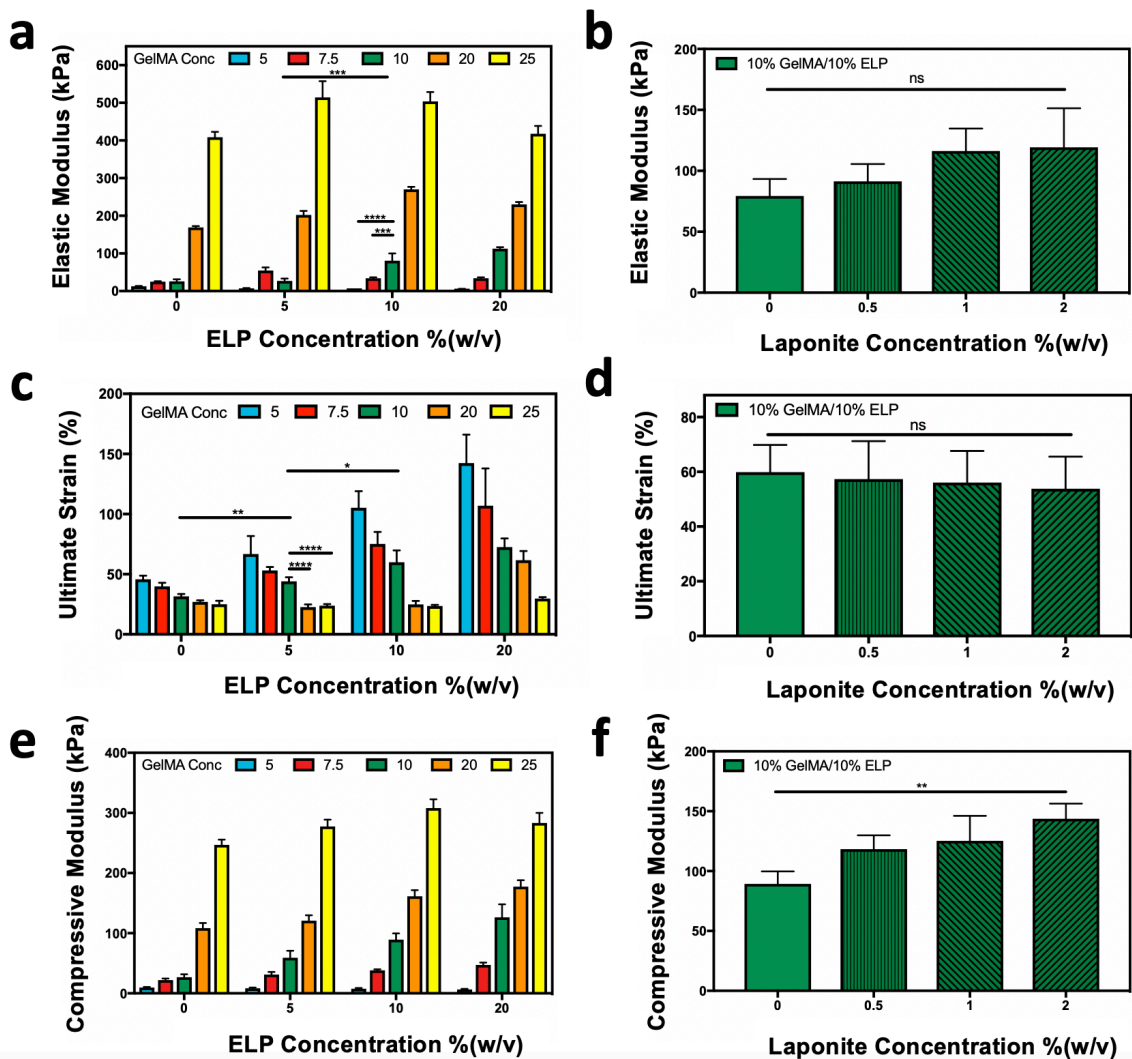 a
GelMA Conc 5 7.5 10 20 25
***
****
***
600
500
400
300
200
100
0
0 5 10 20
Elastic Modulus (kPa)
ELP Concentration %(w/v)
b
10% GelMA/10% ELP
ns
200
150
100
50
0
0 0.5 1 2
Elastic Modulus (kPa)
Laponite Concentration %(w/v)
c
GelMA Conc 5 7.5 10 20 25
*
**
****
****
200
150
100
50
0
0 5 10 20
Ultimate Strain (%)
ELP Concentration %(w/v)
d
10% GelMA/10% ELP
ns
80
60
40
20
0
0 0.5 1 2
Ultimate Strain (%)
Laponite Concentration %(w/v)
e
GelMA Conc 5 7.5 10 20 25
400
300
200
100
0
0 5 10 20
Compressive Modulus (kPa)
ELP Concentration %(w/v)
f
10% GelMA/10% ELP
**
200
150
100
50
0
0 0.5 1 2
Compressive Modulus (kPa)
Laponite Concentration %(w/v)